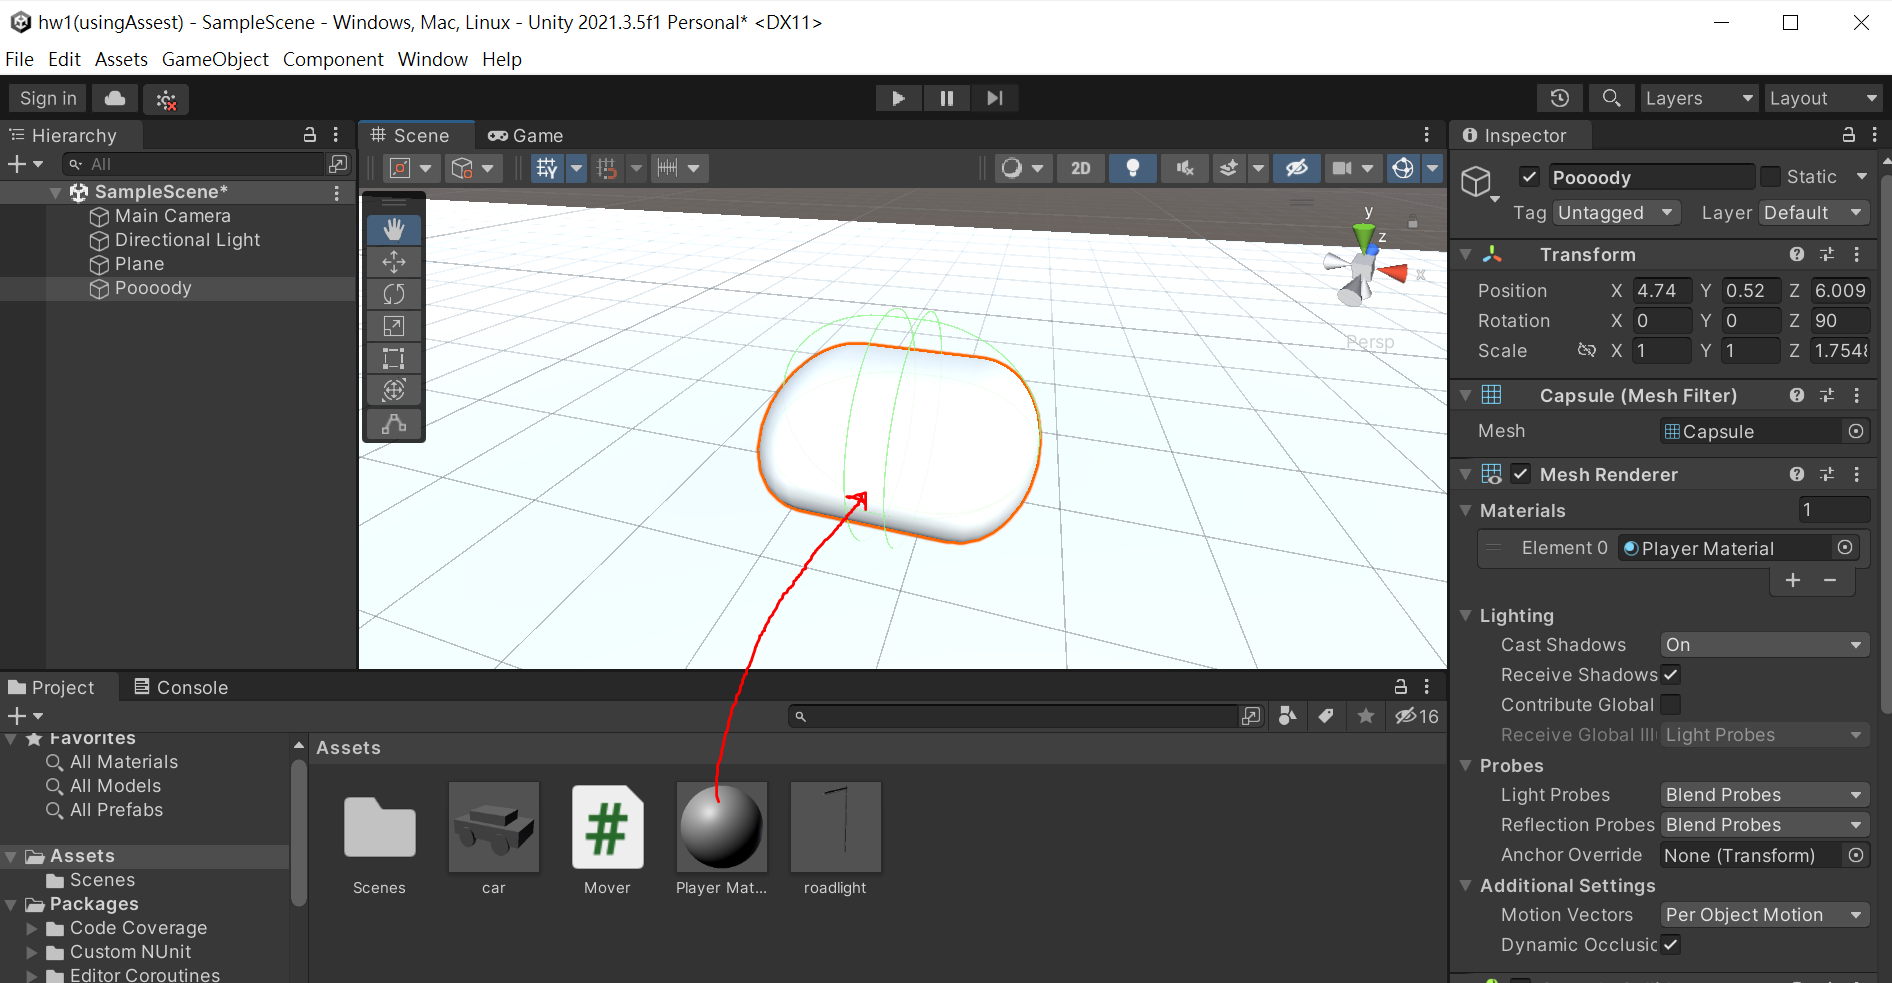 hw1(usingAssest) - SampleScene - Windows, Mac, Linux - Unity 2021.3.5f1 Personal* <DX11>
File Edit Assets GameObject Component Window Help
Sign in
Layers
Layout
Hierarchy
All
SampleScene*
Main Camera
Directional Light
Plane
Poooody
Scene
Game
2D
y
z
x
Persp
Inspector
Poooody
Static
Tag Untagged
Layer Default
Transform
Position X 4.74 Y 0.52 Z 6.009
Rotation X 0 Y 0 Z 90
Scale X 1 Y 1 Z 1.7548
Capsule (Mesh Filter)
Mesh Capsule
Mesh Renderer
Materials 1
Element 0 Player Material
+ −
Lighting
Cast Shadows On
Receive Shadows
Contribute Global
Receive Global Illu Light Probes
Probes
Light Probes Blend Probes
Reflection Probes Blend Probes
Anchor Override None (Transform)
Additional Settings
Motion Vectors Per Object Motion
Dynamic Occlusic
Project
Console
16
Favorites
All Materials
All Models
All Prefabs
Assets
Scenes
Packages
Code Coverage
Custom NUnit
Editor Coroutines
Assets
Scenes
car
#
Mover
Player Mat...
roadlight